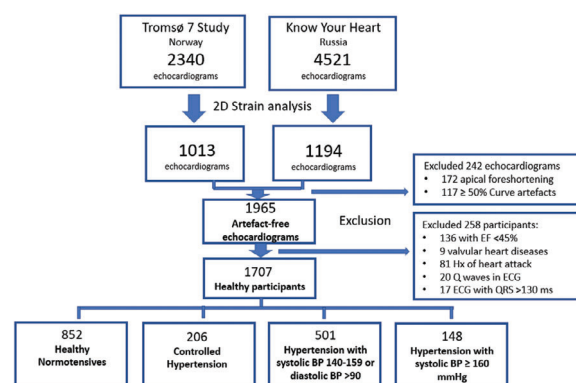 Tromsø 7 Study
Norway
2340
echocardiograms
Know Your Heart
Russia
4521
echocardiograms
2D Strain analysis
1013
echocardiograms
1194
echocardiograms
Excluded 242 echocardiograms
• 172 apical foreshortening
• 117 ≥ 50% Curve artefacts
1965
Artefact-free
echocardiograms
Exclusion
Excluded 258 participants:
• 136 with EF <45%
• 9 valvular heart diseases
• 81 Hx of heart attack
• 20 Q waves in ECG
• 17 ECG with QRS >130 ms
1707
Healthy participants
852
Healthy
Normotensives
206
Controlled
Hypertension
501
Hypertension with
systolic BP 140-159 or
diastolic BP >90
148
Hypertension with
systolic BP ≥ 160
mmHg